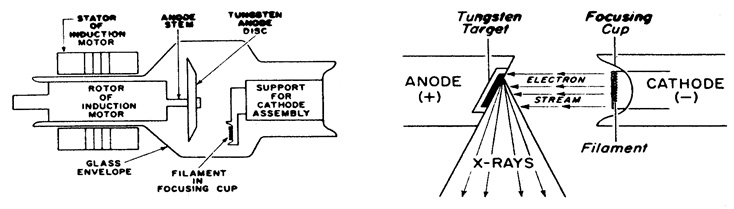 STATOR
OF
INDUCTION
MOTOR
ANODE
STEM
TUNGSTEN
ANODE
DISC
ROTOR
OF
INDUCTION
MOTOR
SUPPORT
FOR
CATHODE
ASSEMBLY
GLASS
ENVELOPE
FILAMENT
IN
FOCUSING CUP
Tungsten
Target
Focusing
Cup
ANODE
(+)
ELECTRON
STREAM
CATHODE
(−)
Filament
X-RAYS